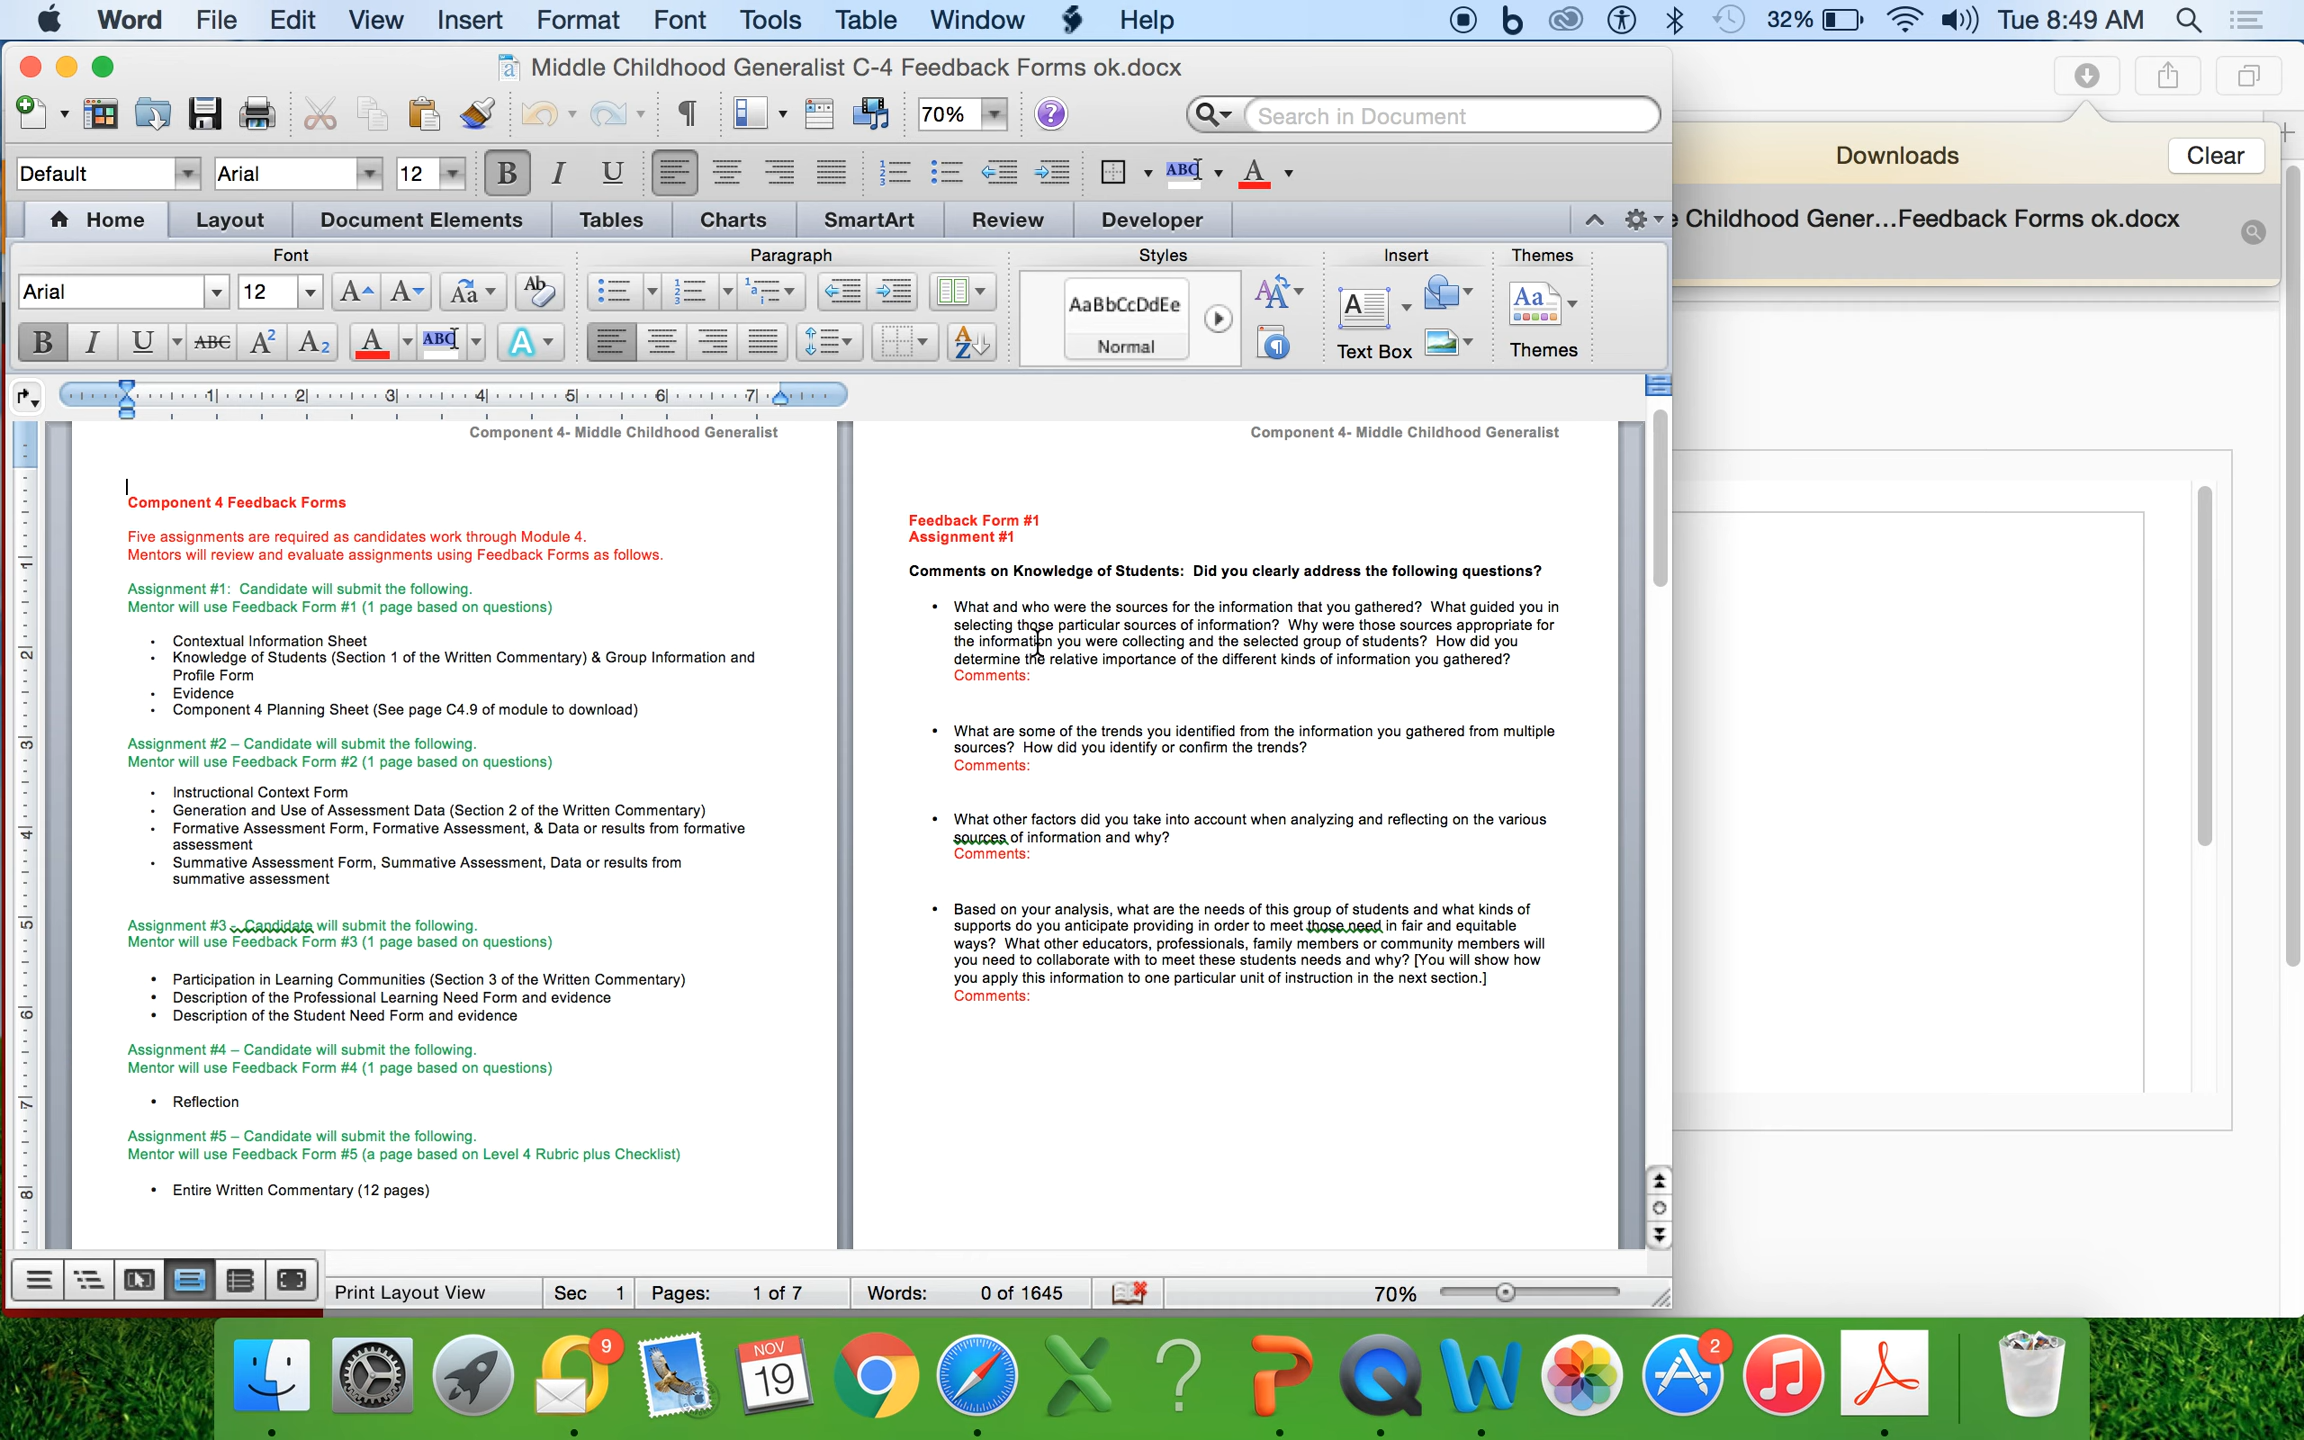 Word File Edit View Insert Format Font Tools Table Window Help 32% Tue 8:49 AM
Middle Childhood Generalist C-4 Feedback Forms ok.docx
70% Search in Document
Default Arial 12 B I U ABC A
Home Layout Document Elements Tables Charts SmartArt Review Developer
Font Paragraph Styles Insert Themes
Arial 12
AaBbCcDdEe
Normal
Text Box Themes
B I U ABC A² A₂ A ABC A
Downloads Clear
Childhood Gener...Feedback Forms ok.docx
1 2 3 4 5 6 7
Component 4- Middle Childhood Generalist
Component 4 Feedback Forms
Five assignments are required as candidates work through Module 4.
Mentors will review and evaluate assignments using Feedback Forms as follows.
Assignment #1:  Candidate will submit the following.
Mentor will use Feedback Form #1 (1 page based on questions)
• Contextual Information Sheet
• Knowledge of Students (Section 1 of the Written Commentary) & Group Information and
Profile Form
• Evidence
• Component 4 Planning Sheet (See page C4.9 of module to download)
Assignment #2 – Candidate will submit the following.
Mentor will use Feedback Form #2 (1 page based on questions)
• Instructional Context Form
• Generation and Use of Assessment Data (Section 2 of the Written Commentary)
• Formative Assessment Form, Formative Assessment, & Data or results from formative
assessment
• Summative Assessment Form, Summative Assessment, Data or results from
summative assessment
Assignment #3 - Candidate will submit the following.
Mentor will use Feedback Form #3 (1 page based on questions)
• Participation in Learning Communities (Section 3 of the Written Commentary)
• Description of the Professional Learning Need Form and evidence
• Description of the Student Need Form and evidence
Assignment #4 – Candidate will submit the following.
Mentor will use Feedback Form #4 (1 page based on questions)
• Reflection
Assignment #5 – Candidate will submit the following.
Mentor will use Feedback Form #5 (a page based on Level 4 Rubric plus Checklist)
• Entire Written Commentary (12 pages)
Component 4- Middle Childhood Generalist
Feedback Form #1
Assignment #1
Comments on Knowledge of Students:  Did you clearly address the following questions?
• What and who were the sources for the information that you gathered?  What guided you in
selecting those particular sources of information?  Why were those sources appropriate for
the information you were collecting and the selected group of students?  How did you
determine the relative importance of the different kinds of information you gathered?
Comments:
• What are some of the trends you identified from the information you gathered from multiple
sources?  How did you identify or confirm the trends?
Comments:
• What other factors did you take into account when analyzing and reflecting on the various
sources of information and why?
Comments:
• Based on your analysis, what are the needs of this group of students and what kinds of
supports do you anticipate providing in order to meet those need in fair and equitable
ways?  What other educators, professionals, family members or community members will
you need to collaborate with to meet these students needs and why? [You will show how
you apply this information to one particular unit of instruction in the next section.]
Comments:
1
2
3
4
5
6
7
8
Print Layout View Sec 1 Pages: 1 of 7 Words: 0 of 1645 70%
9 NOV 19 2